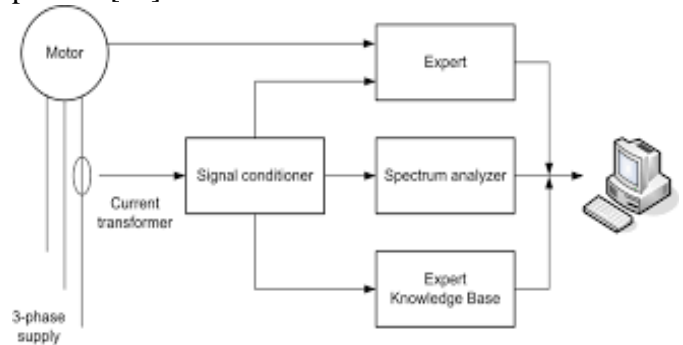 Motor
Expert
Signal conditioner
Spectrum analyzer
Current
transformer
Expert
Knowledge Base
3-phase
supply